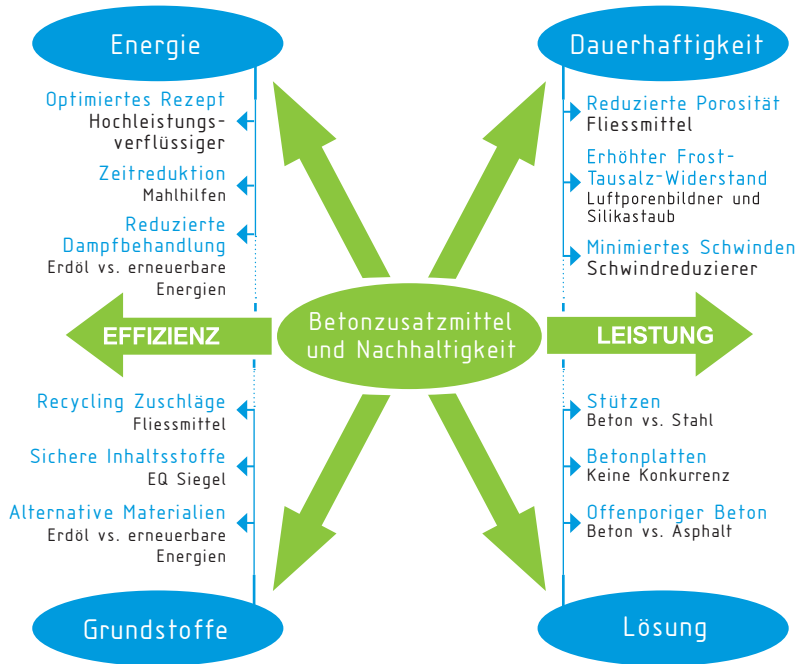 Energie
Optimiertes Rezept
Hochleistungs-
verflüssiger
Zeitreduktion
Mahlhilfen
Reduzierte
Dampfbehandlung
Erdöl vs. erneuerbare
Energien
Dauerhaftigkeit
Reduzierte Porosität
Fliessmittel
Erhöhter Frost-
Tausalz-Widerstand
Luftporenbildner und
Silikastaub
Minimiertes Schwinden
Schwindreduzierer
EFFIZIENZ
Betonzusatzmittel
und Nachhaltigkeit
LEISTUNG
Recycling Zuschläge
Fliessmittel
Sichere Inhaltsstoffe
EQ Siegel
Alternative Materialien
Erdöl vs. erneuerbare
Energien
Grundstoffe
Stützen
Beton vs. Stahl
Betonplatten
Keine Konkurrenz
Offenporiger Beton
Beton vs. Asphalt
Lösung